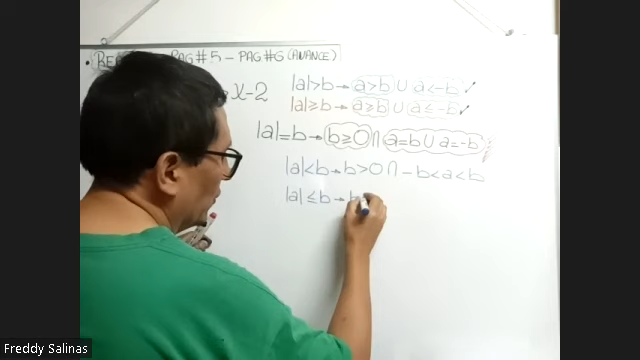 PAG #5 - PAG #6 (AVANCE)
x-2
|a|>b → a>b U a<-b ✓
|a|≥b → a≥b U a≤-b ✓
|a|=b → b≥0 ∩ a=b U a=-b
|a|<b → b>0 ∩ -b<a<b
|a|≤b → b
Freddy Salinas